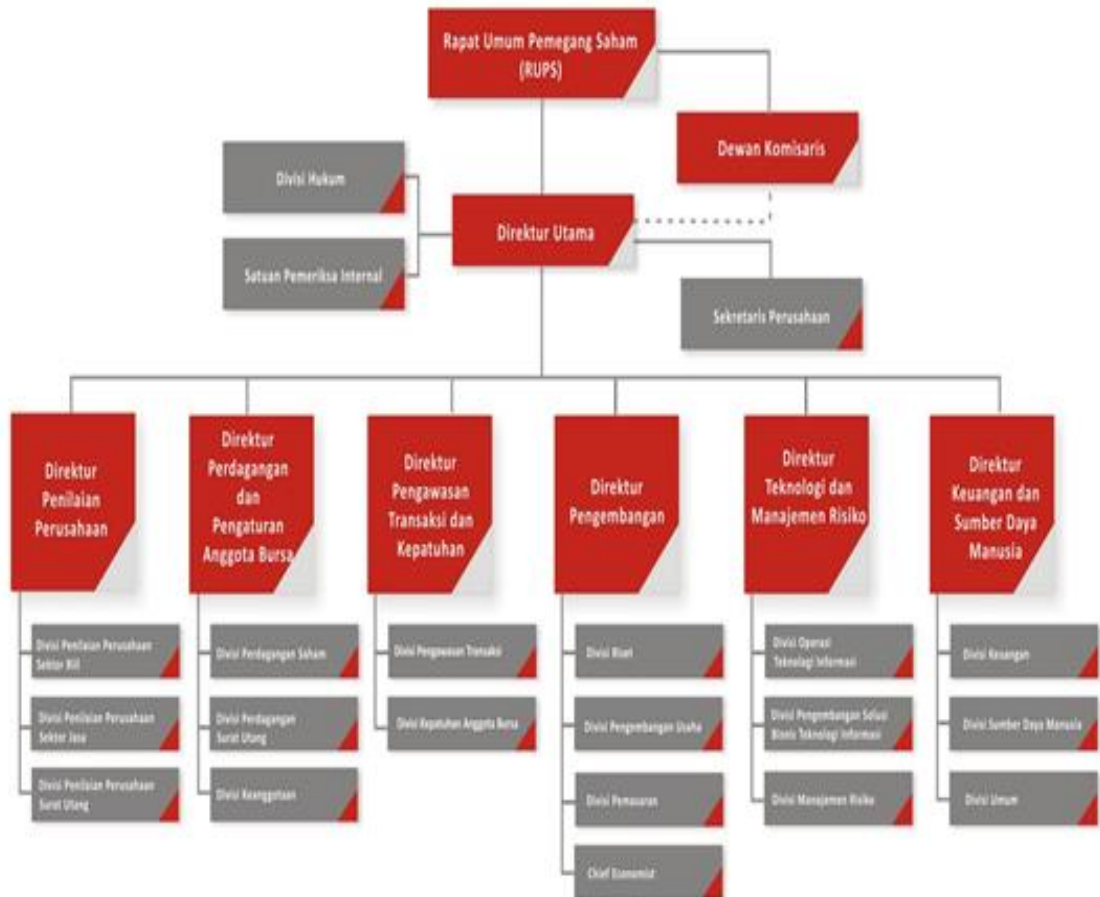 Rapat Umum Pemegang Saham
(RUPS)
Dewan Komisaris
Divisi Hukum
Direktur Utama
Satuan Pemeriksa Internal
Sekretaris Perusahaan
Direktur
Penilaian
Perusahaan
Direktur
Perdagangan
dan
Pengaturan
Anggota Bursa
Direktur
Pengawasan
Transaksi dan
Kepatuhan
Direktur
Pengembangan
Direktur
Teknologi dan
Manajemen Risiko
Direktur
Keuangan dan
Sumber Daya
Manusia
Divisi Penilaian Perusahaan
Sektor Riil
Divisi Penilaian Perusahaan
Sektor Jasa
Divisi Penilaian Perusahaan
Surat Utang
Divisi Perdagangan Saham
Divisi Perdagangan
Surat Utang
Divisi Keanggotaan
Divisi Pengawasan Transaksi
Divisi Kepatuhan Anggota Bursa
Divisi Riset
Divisi Pengembangan Usaha
Divisi Pemasaran
Chief Economist
Divisi Operasi
Teknologi Informasi
Divisi Pengembangan Solusi
Bisnis Teknologi Informasi
Divisi Manajemen Risiko
Divisi Keuangan
Divisi Sumber Daya Manusia
Divisi Umum